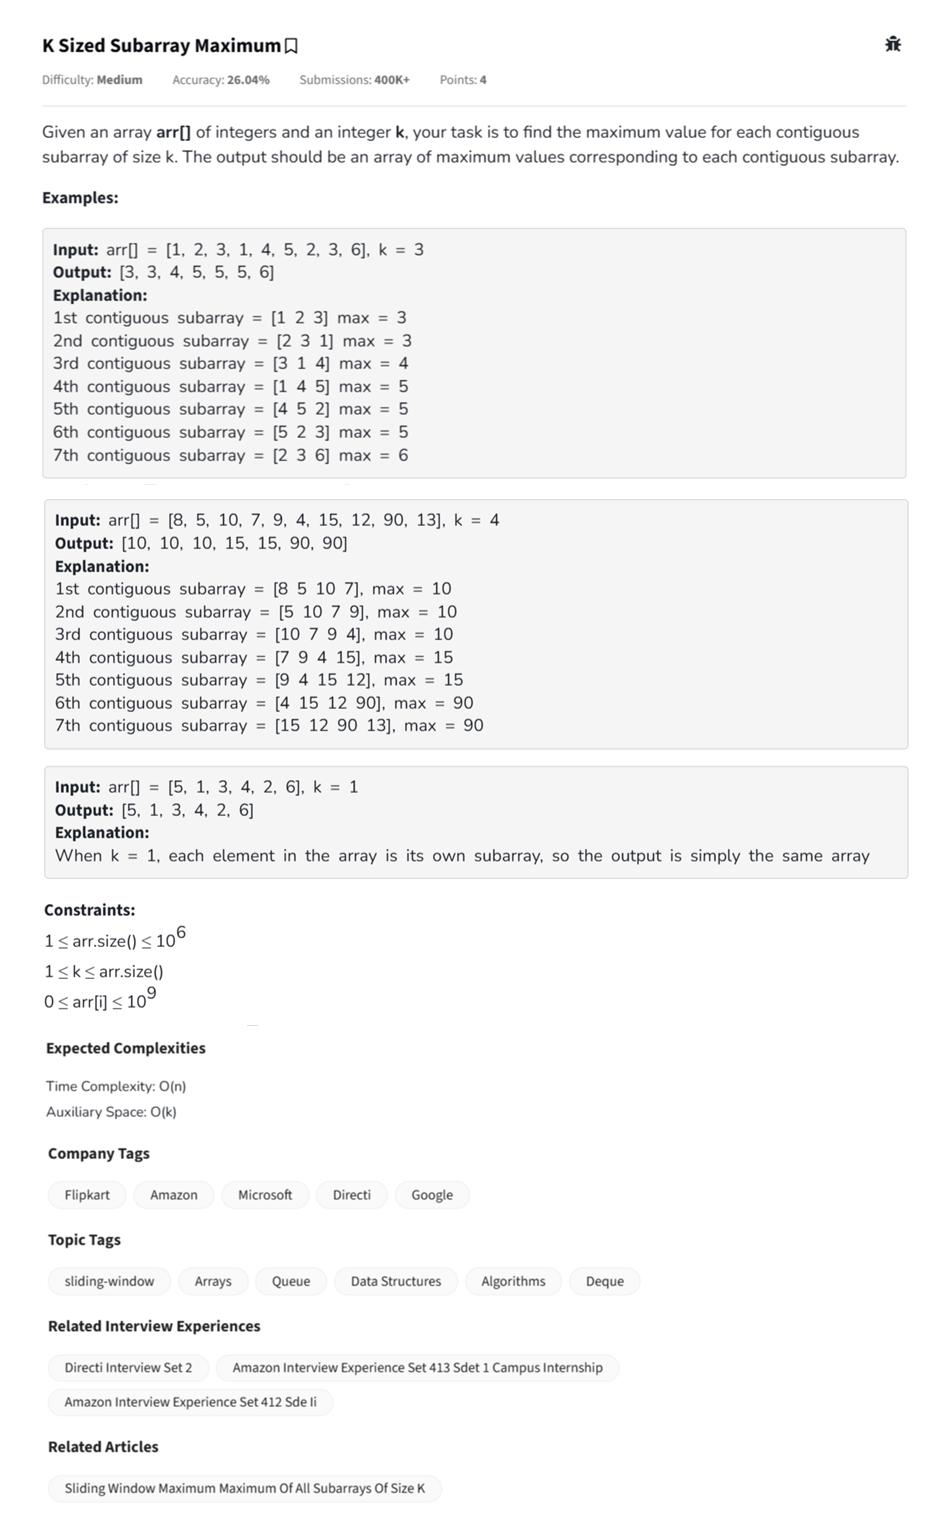 K Sized Subarray Maximum
Difficulty: Medium Accuracy: 26.04% Submissions: 400K+ Points: 4
Given an array arr[] of integers and an integer k, your task is to find the maximum value for each contiguous
subarray of size k. The output should be an array of maximum values corresponding to each contiguous subarray.
Examples:
Input: arr[] = [1, 2, 3, 1, 4, 5, 2, 3, 6], k = 3
Output: [3, 3, 4, 5, 5, 5, 6]
Explanation:
1st contiguous subarray = [1 2 3] max = 3
2nd contiguous subarray = [2 3 1] max = 3
3rd contiguous subarray = [3 1 4] max = 4
4th contiguous subarray = [1 4 5] max = 5
5th contiguous subarray = [4 5 2] max = 5
6th contiguous subarray = [5 2 3] max = 5
7th contiguous subarray = [2 3 6] max = 6
Input: arr[] = [8, 5, 10, 7, 9, 4, 15, 12, 90, 13], k = 4
Output: [10, 10, 10, 15, 15, 90, 90]
Explanation:
1st contiguous subarray = [8 5 10 7], max = 10
2nd contiguous subarray = [5 10 7 9], max = 10
3rd contiguous subarray = [10 7 9 4], max = 10
4th contiguous subarray = [7 9 4 15], max = 15
5th contiguous subarray = [9 4 15 12], max = 15
6th contiguous subarray = [4 15 12 90], max = 90
7th contiguous subarray = [15 12 90 13], max = 90
Input: arr[] = [5, 1, 3, 4, 2, 6], k = 1
Output: [5, 1, 3, 4, 2, 6]
Explanation:
When k = 1, each element in the array is its own subarray, so the output is simply the same array
Constraints:
1 ≤ arr.size() ≤ 10⁶
1 ≤ k ≤ arr.size()
0 ≤ arr[i] ≤ 10⁹
Expected Complexities
Time Complexity: O(n)
Auxiliary Space: O(k)
Company Tags
Flipkart Amazon Microsoft Directi Google
Topic Tags
sliding-window Arrays Queue Data Structures Algorithms Deque
Related Interview Experiences
Directi Interview Set 2 Amazon Interview Experience Set 413 Sdet 1 Campus Internship
Amazon Interview Experience Set 412 Sde Ii
Related Articles
Sliding Window Maximum Maximum Of All Subarrays Of Size K